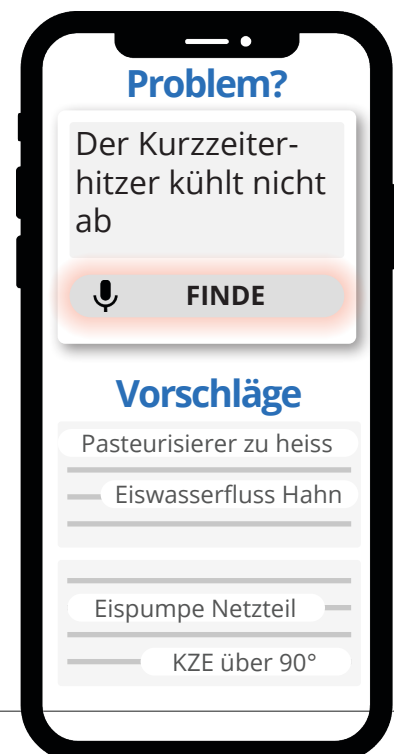 Problem?
Der Kurzzeiter-
hitzer kühlt nicht
ab
FINDE
Vorschläge
Pasteurisierer zu heiss
Eiswasserfluss Hahn
Eispumpe Netzteil
KZE über 90°